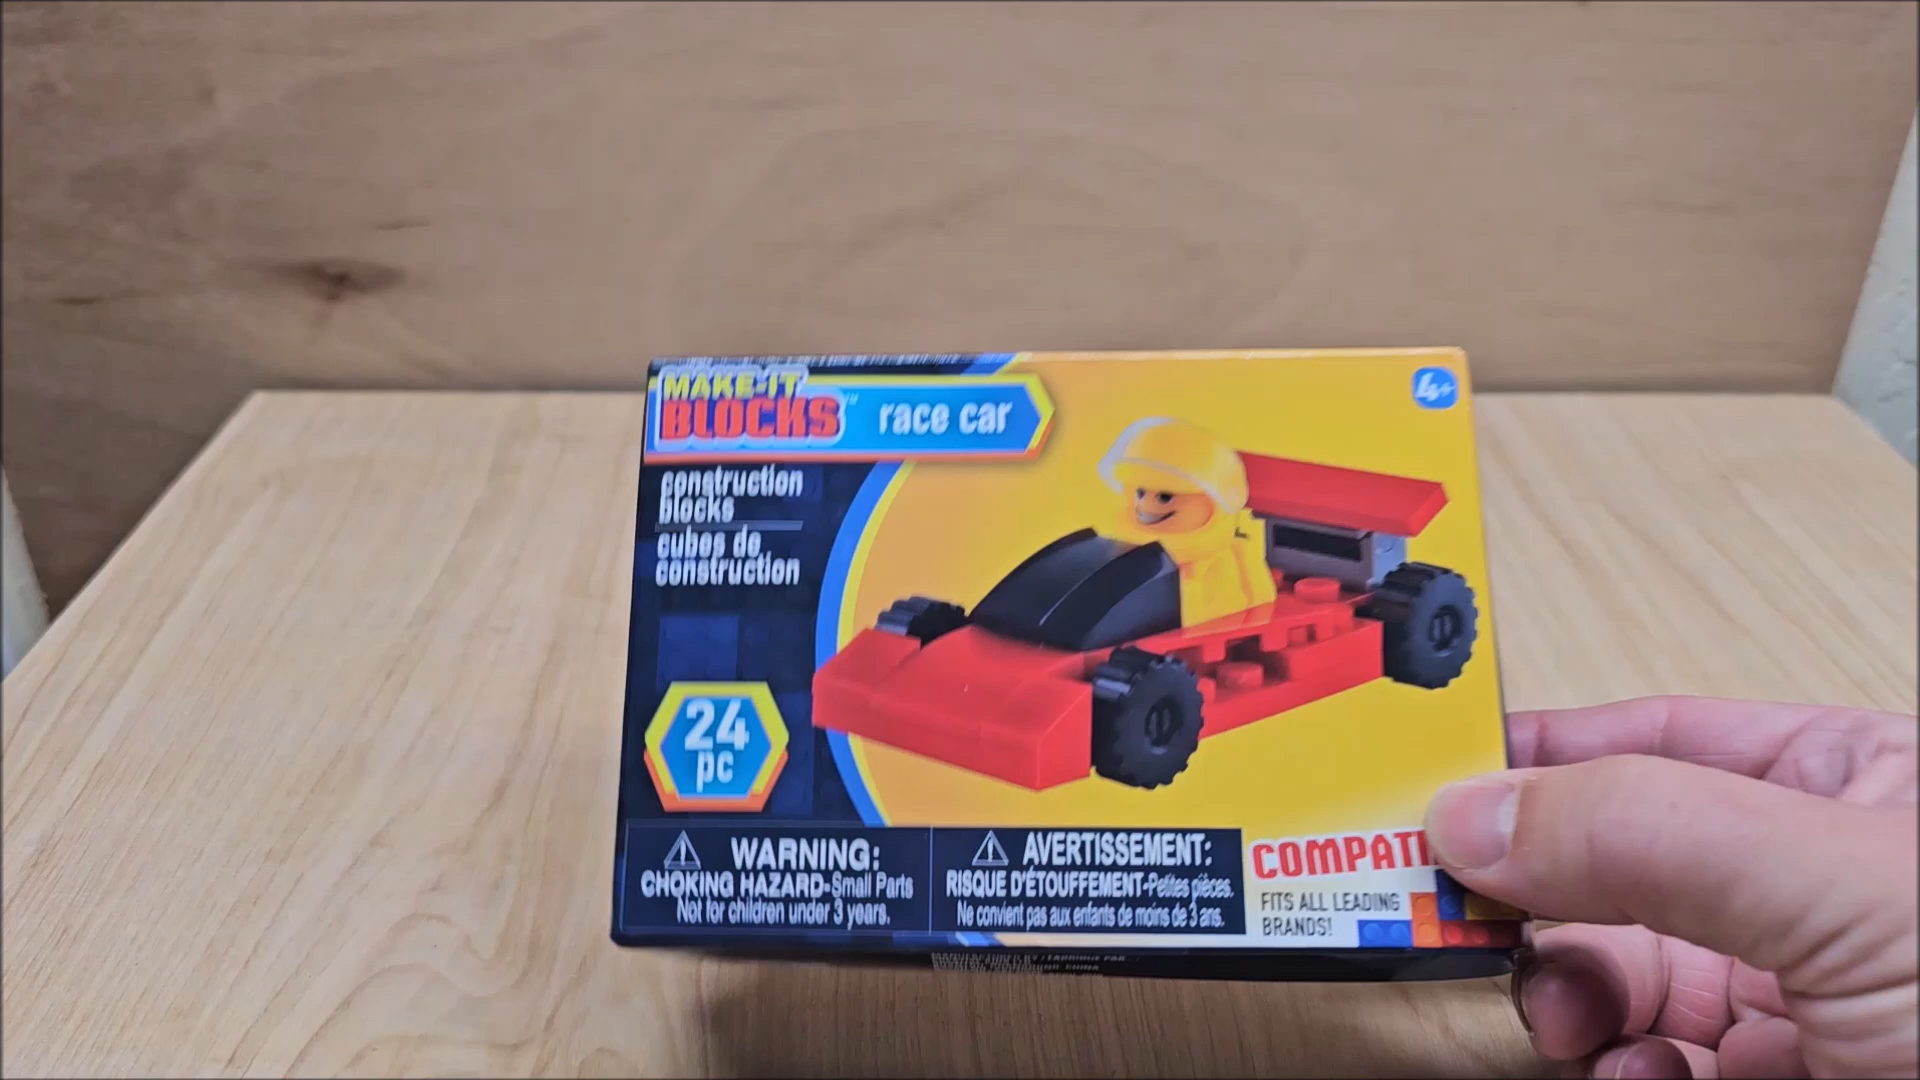 MAKE-IT
BLOCKS™ race car
4+
construction
blocks
cubes de
construction
24
pc
WARNING:
CHOKING HAZARD-Small Parts
Not for children under 3 years.
AVERTISSEMENT:
RISQUE D'ÉTOUFFEMENT-Petites pièces.
Ne convient pas aux enfants de moins de 3 ans.
COMPATI
FITS ALL LEADING
BRANDS!